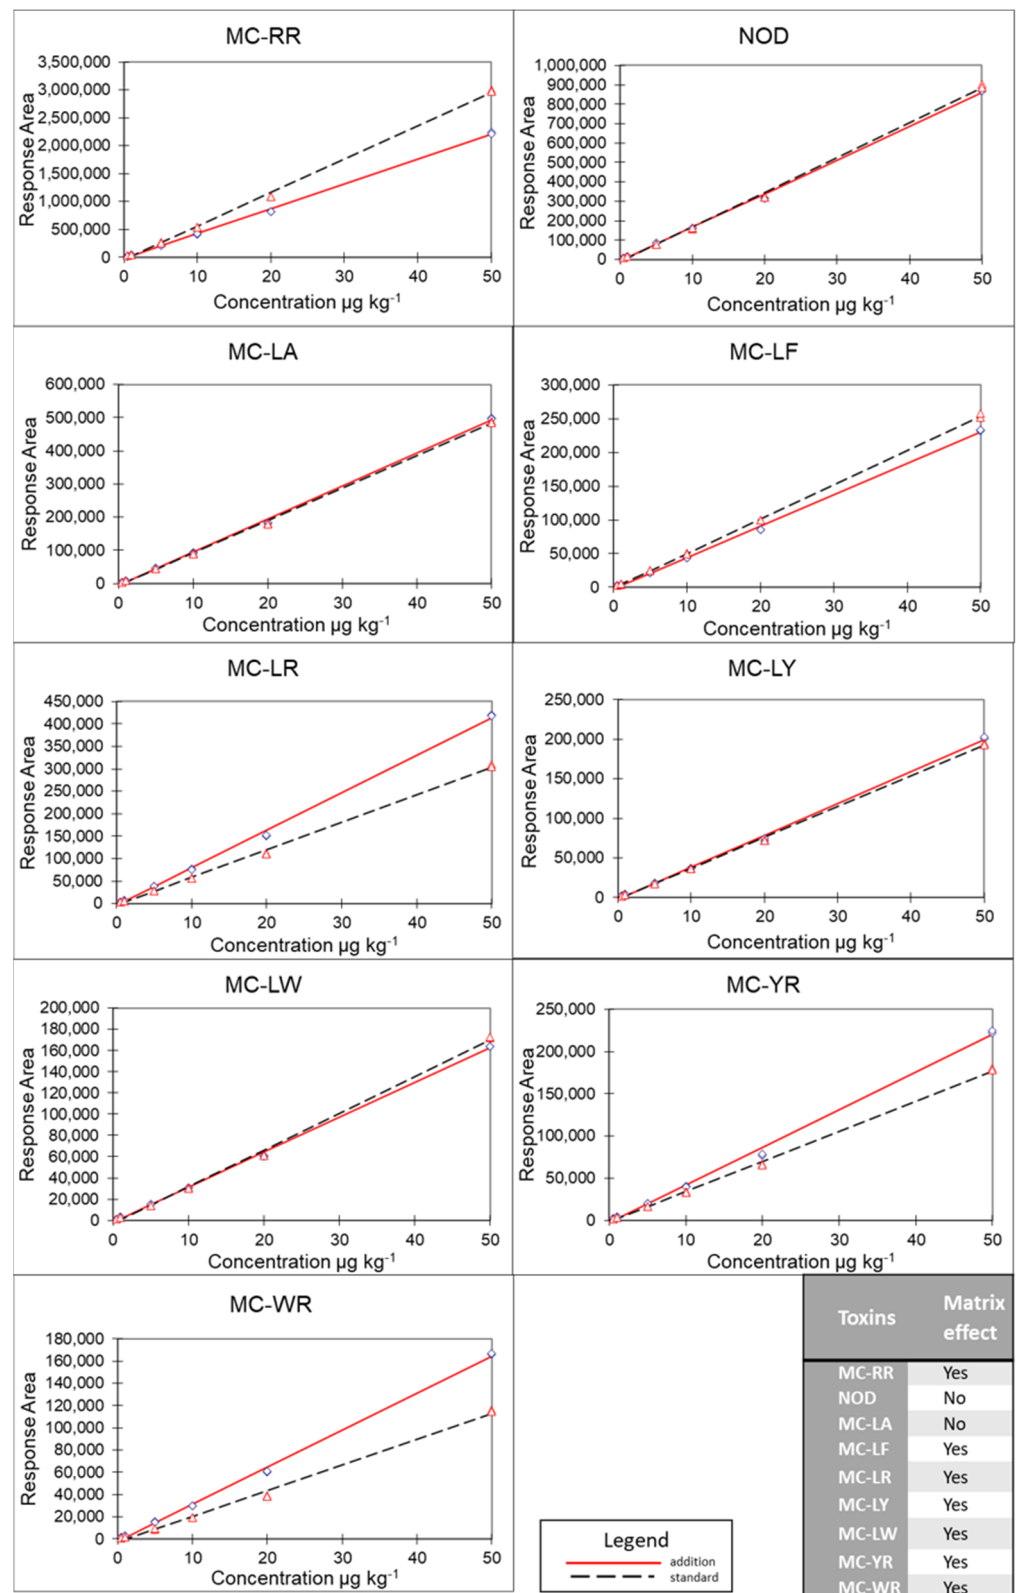 MC-RR
3,500,000
3,000,000
2,500,000
2,000,000
1,500,000
1,000,000
500,000
0
0 10 20 30 40 50
Response Area
Concentration µg kg-1
NOD
1,000,000
900,000
800,000
700,000
600,000
500,000
400,000
300,000
200,000
100,000
0
0 10 20 30 40 50
Response Area
Concentration µg kg-1
MC-LA
600,000
500,000
400,000
300,000
200,000
100,000
0
0 10 20 30 40 50
Response Area
Concentration µg kg-1
MC-LF
300,000
250,000
200,000
150,000
100,000
50,000
0
0 10 20 30 40 50
Response Area
Concentration µg kg-1
MC-LR
450,000
400,000
350,000
300,000
250,000
200,000
150,000
100,000
50,000
0
0 10 20 30 40 50
Response Area
Concentration µg kg-1
MC-LY
250,000
200,000
150,000
100,000
50,000
0
0 10 20 30 40 50
Response Area
Concentration µg kg-1
MC-LW
200,000
180,000
160,000
140,000
120,000
100,000
80,000
60,000
40,000
20,000
0
0 10 20 30 40 50
Response Area
Concentration µg kg-1
MC-YR
250,000
200,000
150,000
100,000
50,000
0
0 10 20 30 40 50
Response Area
Concentration µg kg-1
MC-WR
180,000
160,000
140,000
120,000
100,000
80,000
60,000
40,000
20,000
0
0 10 20 30 40 50
Response Area
Concentration µg kg-1
Legend
addition
standard
Toxins Matrix
effect
MC-RR Yes
NOD No
MC-LA No
MC-LF Yes
MC-LR Yes
MC-LY Yes
MC-LW Yes
MC-YR Yes
MC-WR Yes